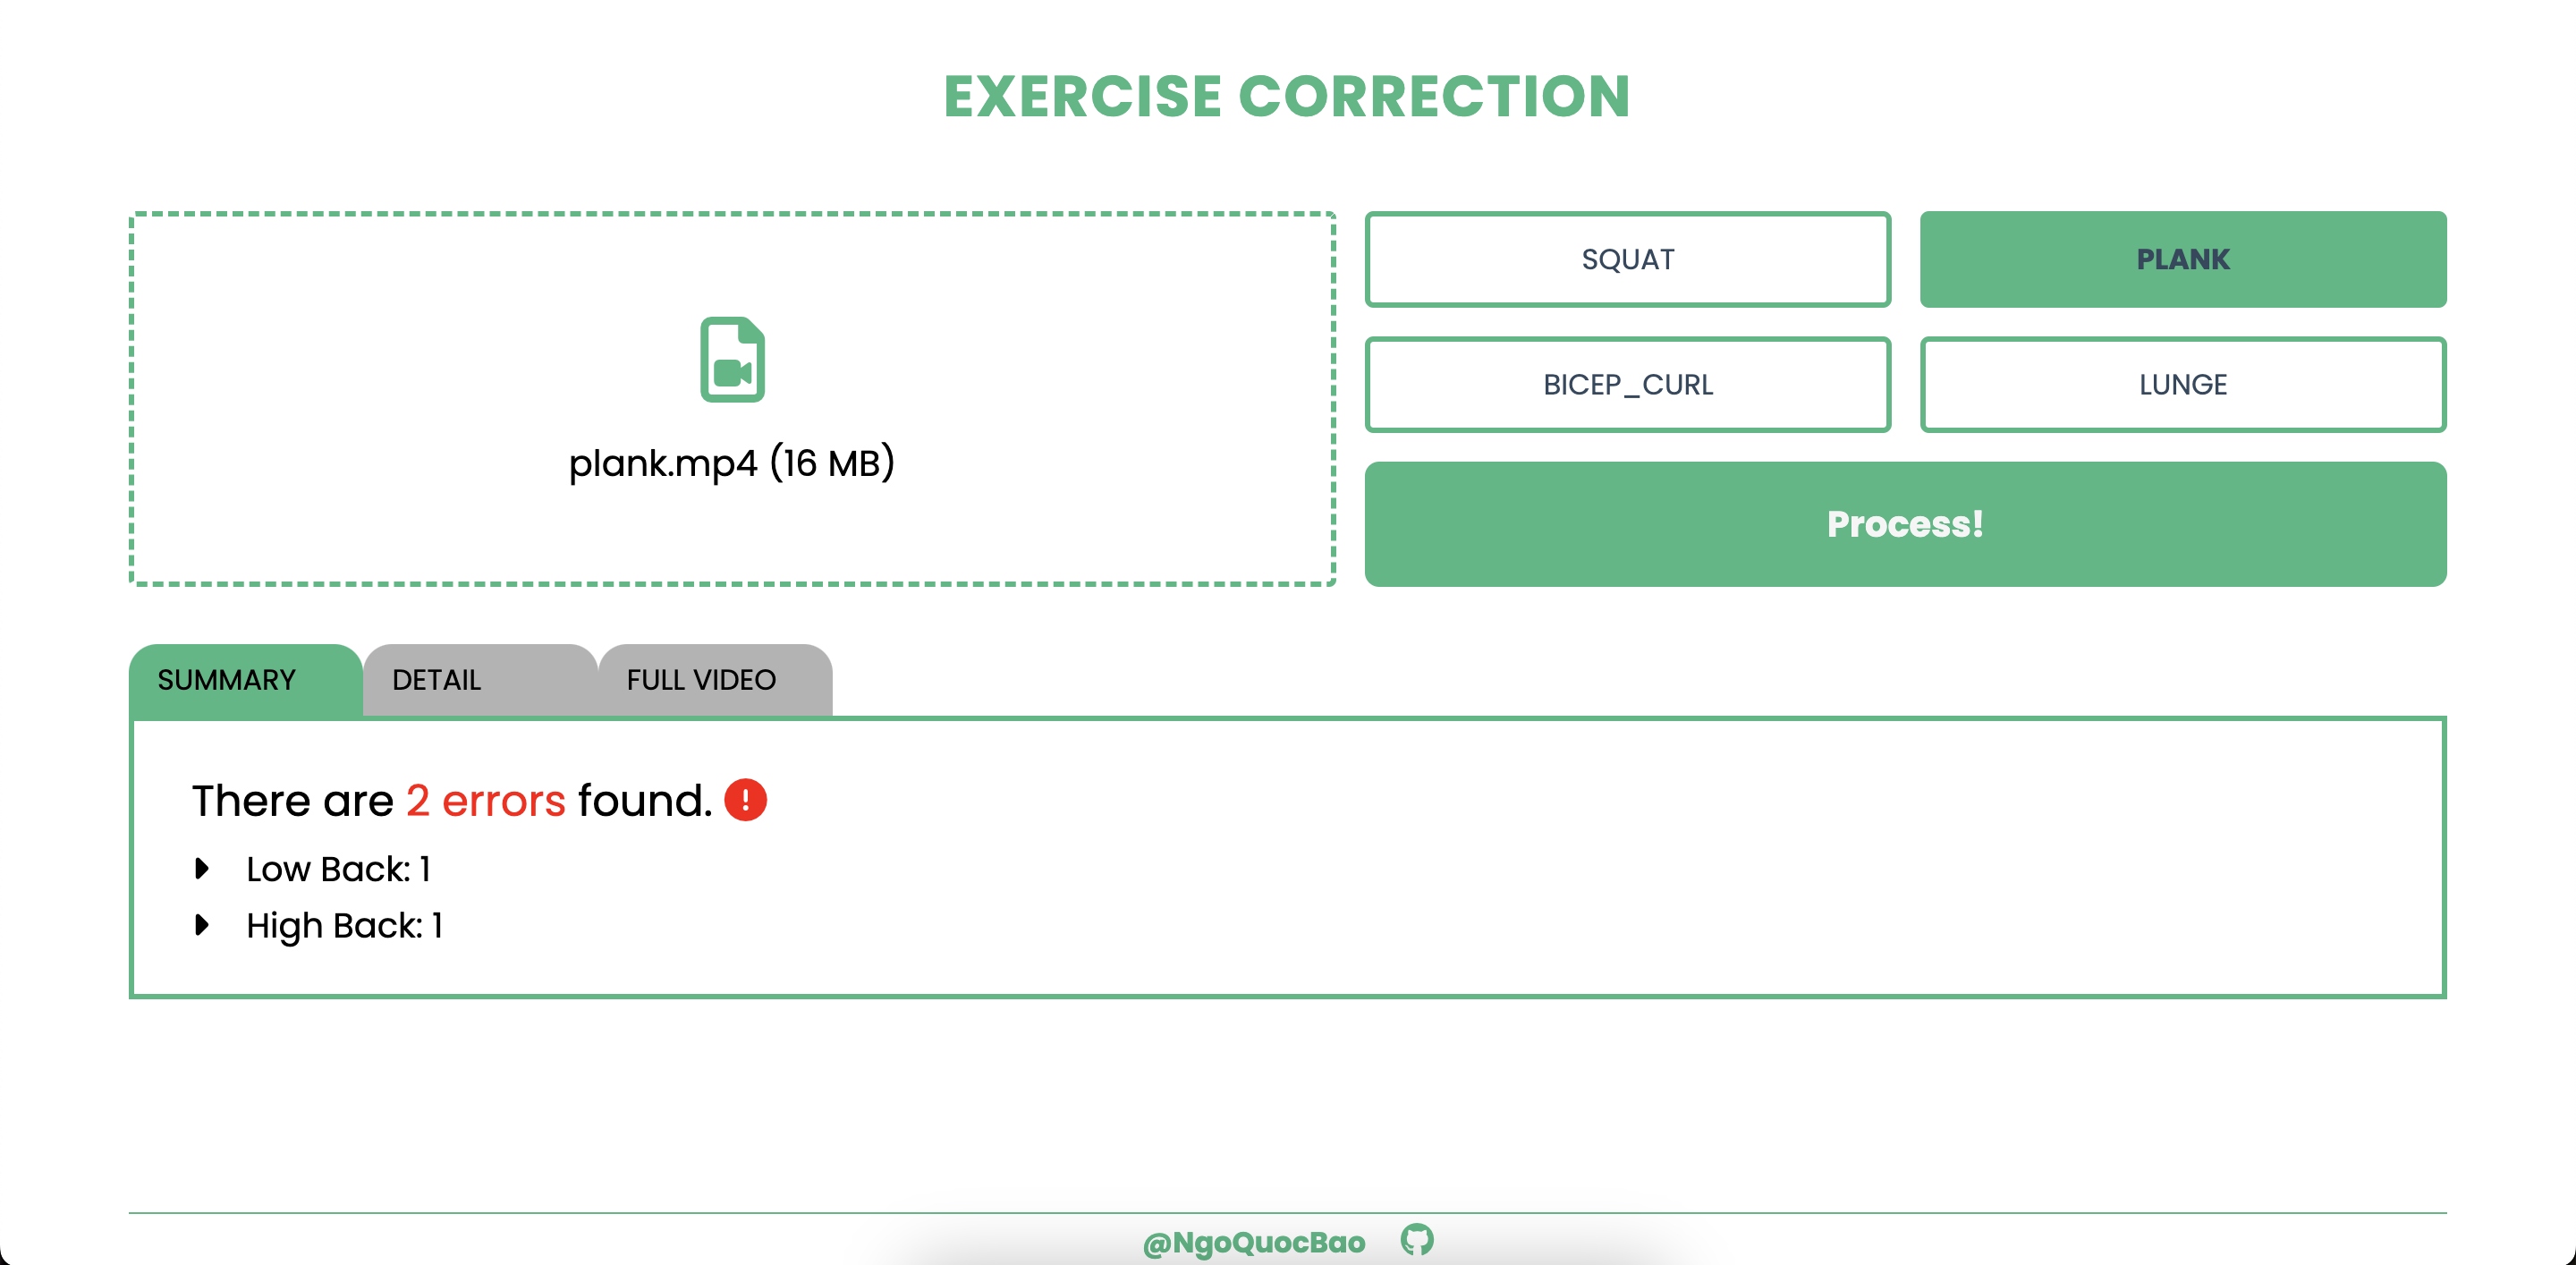 EXERCISE CORRECTION
plank.mp4 (16 MB)
SQUAT
PLANK
BICEP_CURL
LUNGE
Process!
SUMMARY
DETAIL
FULL VIDEO
There are 2 errors found.
Low Back: 1
High Back: 1
@NgoQuocBao